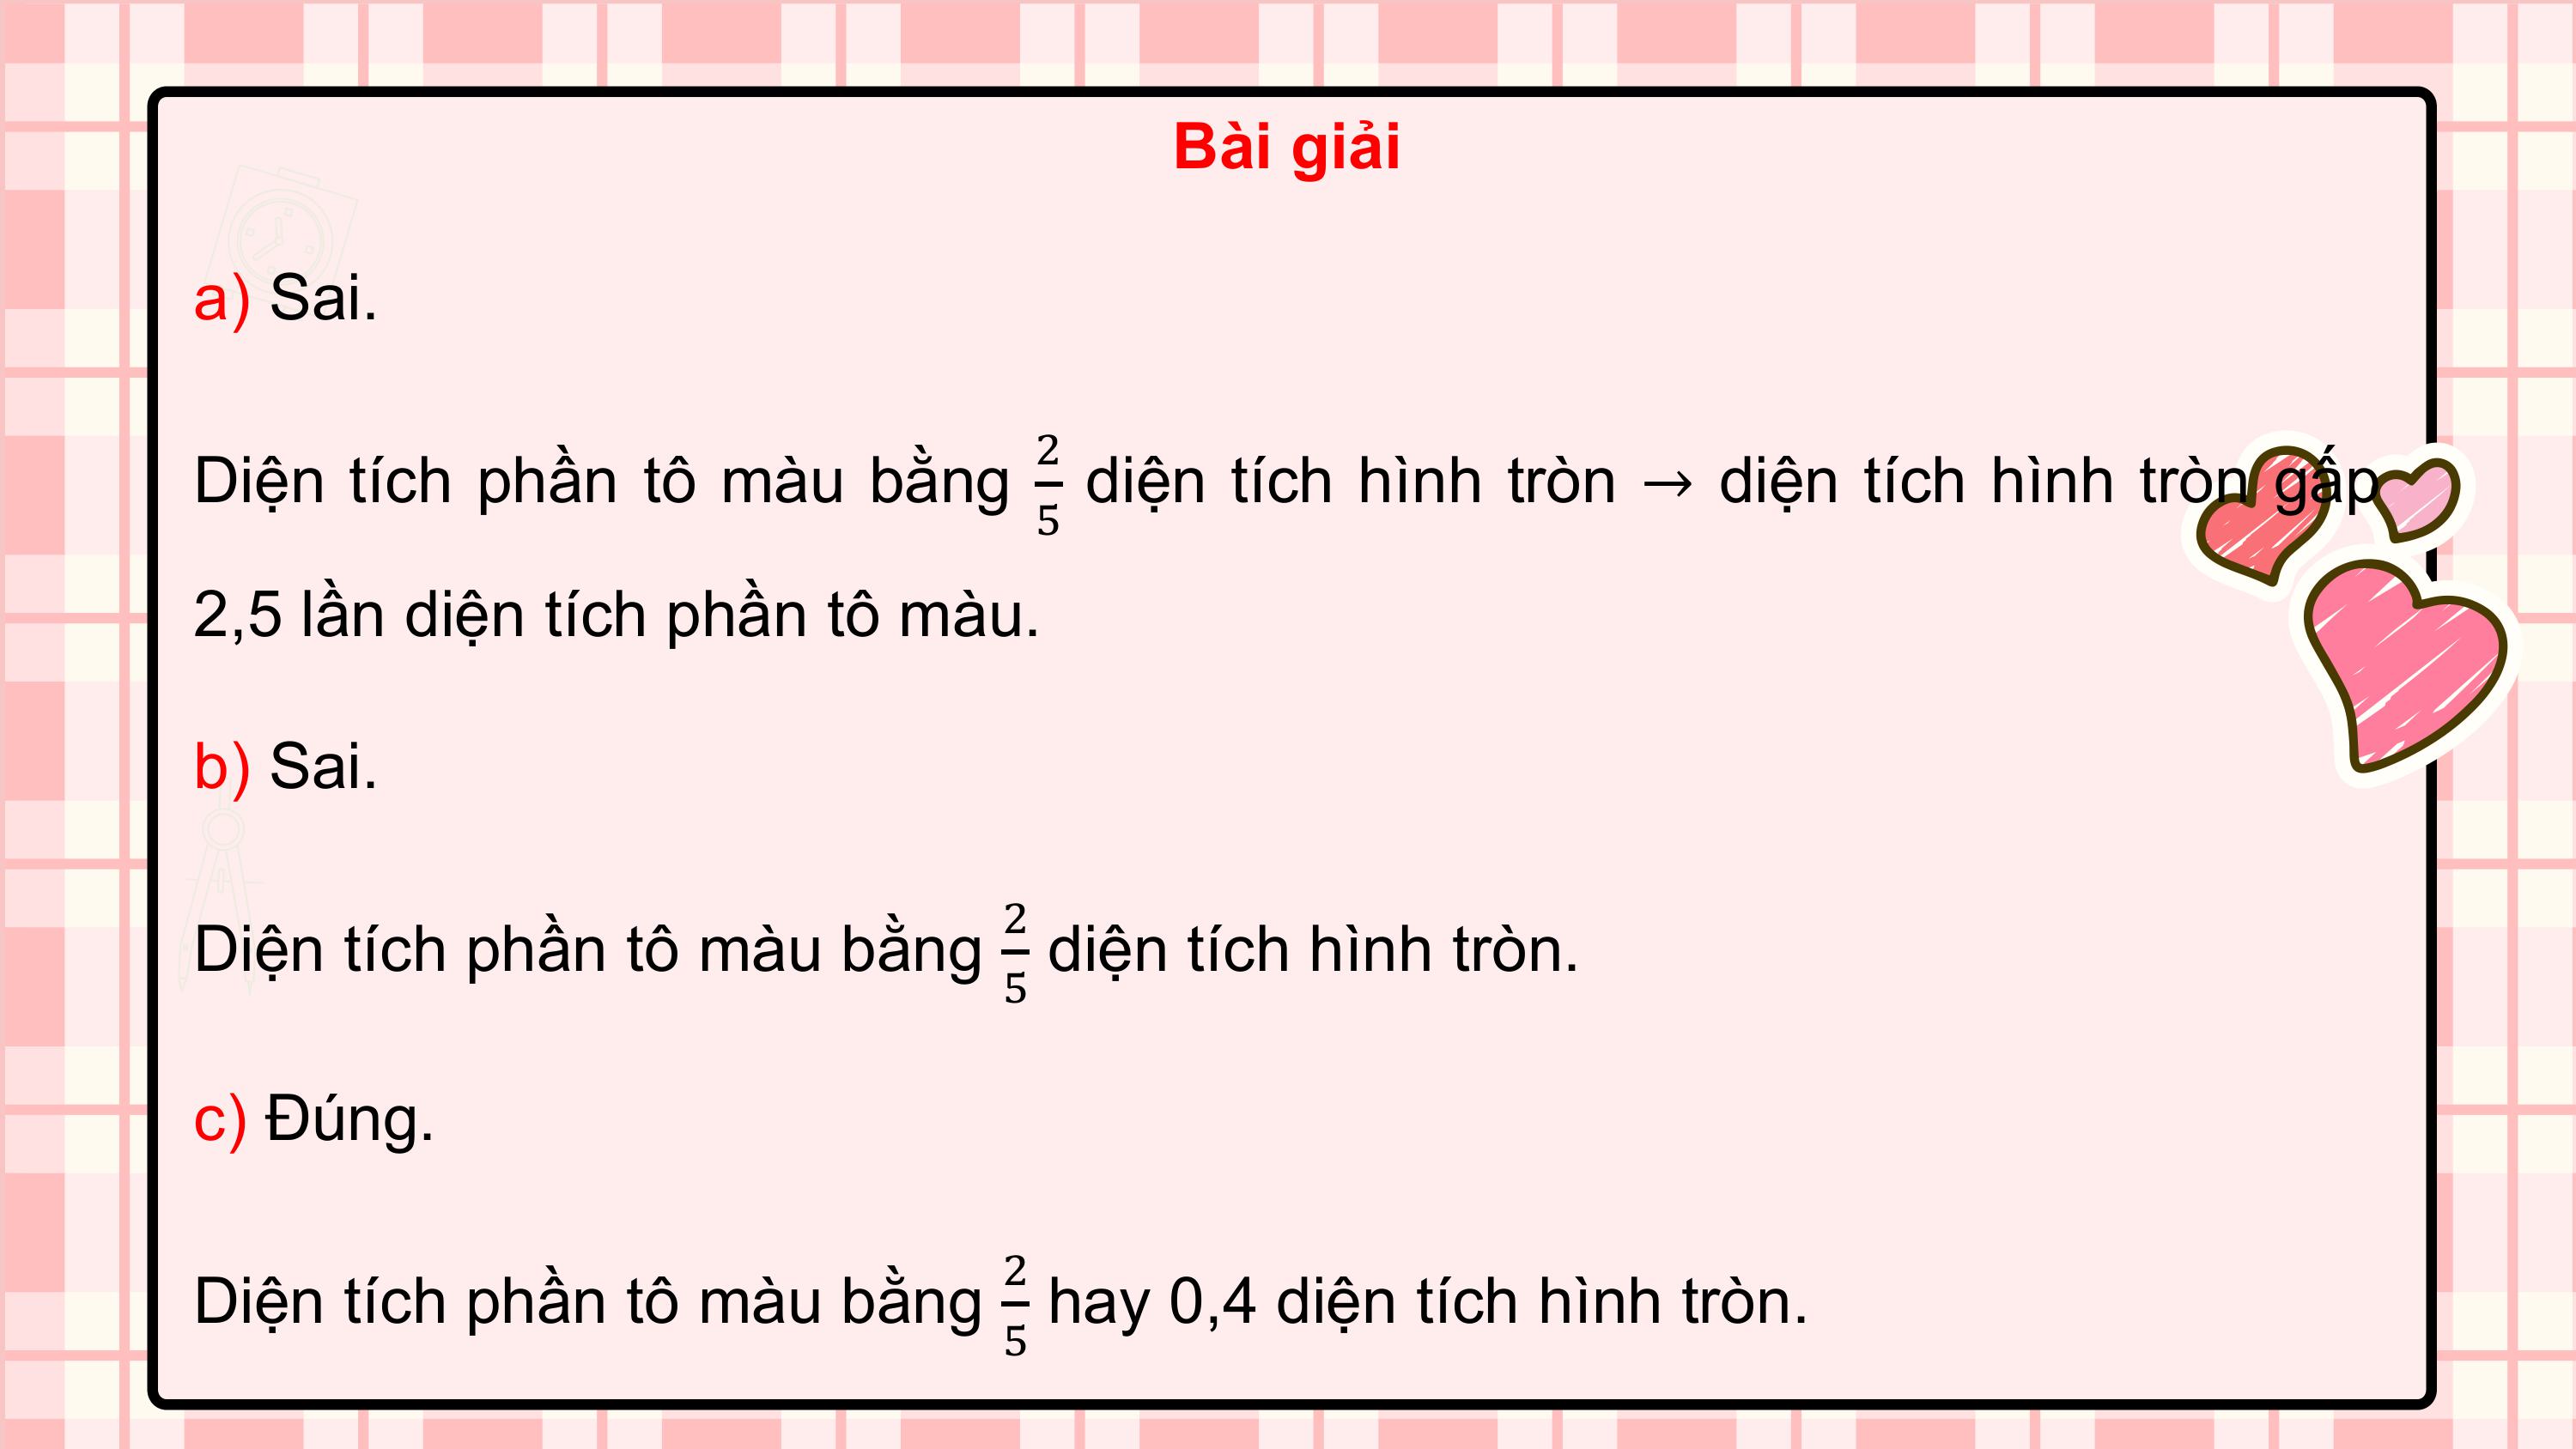 Bài giải
a) Sai.
Diện tích phần tô màu bằng 2/5 diện tích hình tròn → diện tích hình tròn gấp
2,5 lần diện tích phần tô màu.
b) Sai.
Diện tích phần tô màu bằng 2/5 diện tích hình tròn.
c) Đúng.
Diện tích phần tô màu bằng 2/5 hay 0,4 diện tích hình tròn.